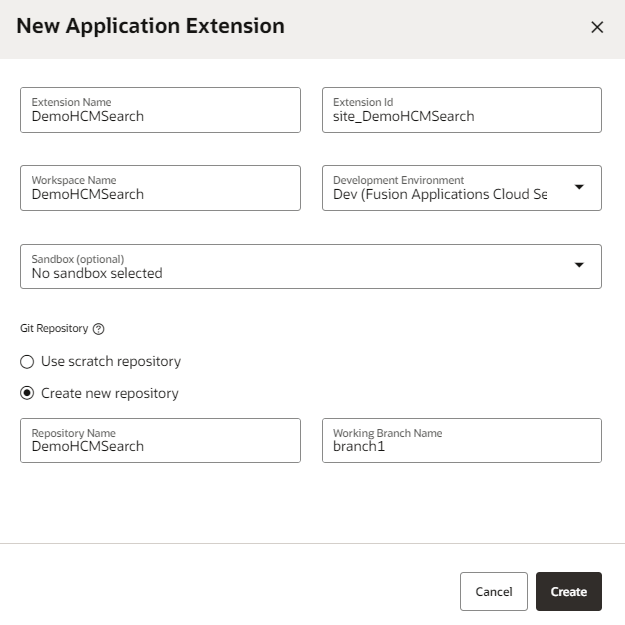 New Application Extension
Extension Name
DemoHCMSearch
Extension Id
site_DemoHCMSearch
Workspace Name
DemoHCMSearch
Development Environment
Dev (Fusion Applications Cloud Se
Sandbox (optional)
No sandbox selected
Git Repository
Use scratch repository
Create new repository
Repository Name
DemoHCMSearch
Working Branch Name
branch1
Cancel
Create